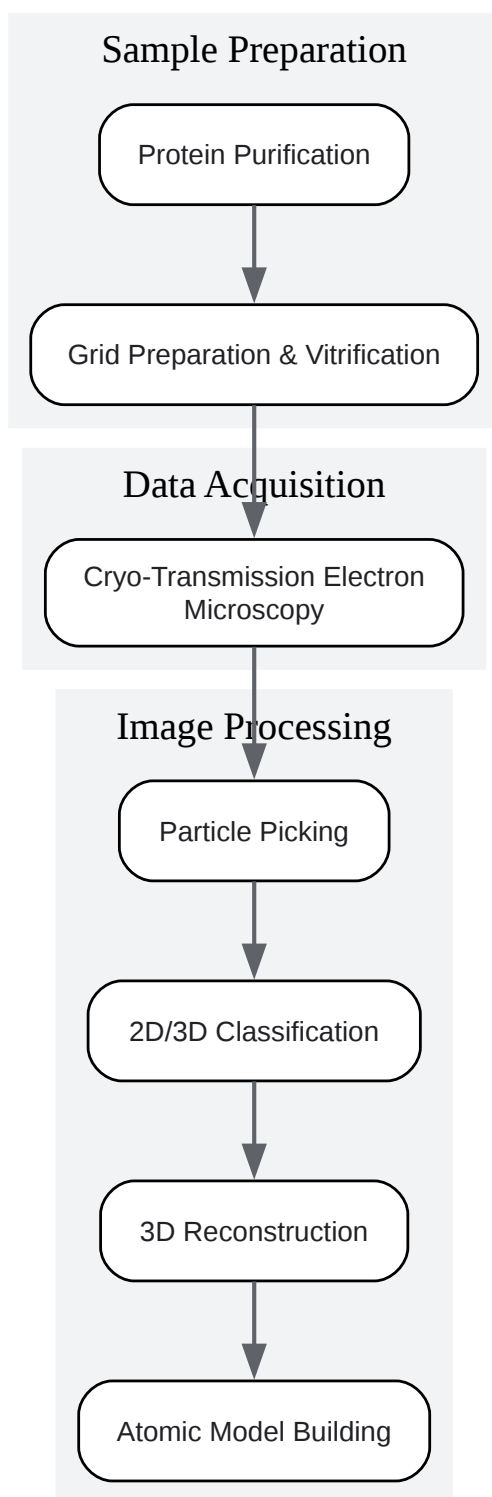 Sample Preparation
Protein Purification
Grid Preparation & Vitrification
Data Acquisition
Cryo-Transmission Electron
Microscopy
Image Processing
Particle Picking
2D/3D Classification
3D Reconstruction
Atomic Model Building